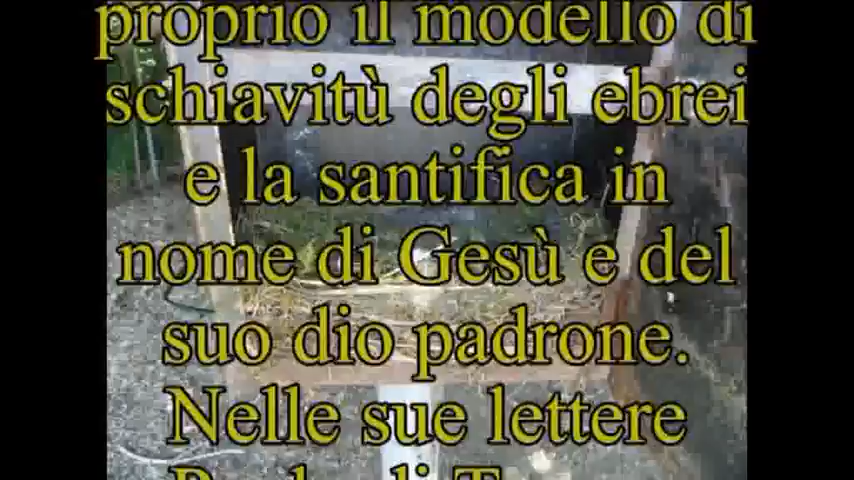 proprio il modello di
schiavitù degli ebrei
e la santifica in
nome di Gesù e del
suo dio padrone.
Nelle sue lettere